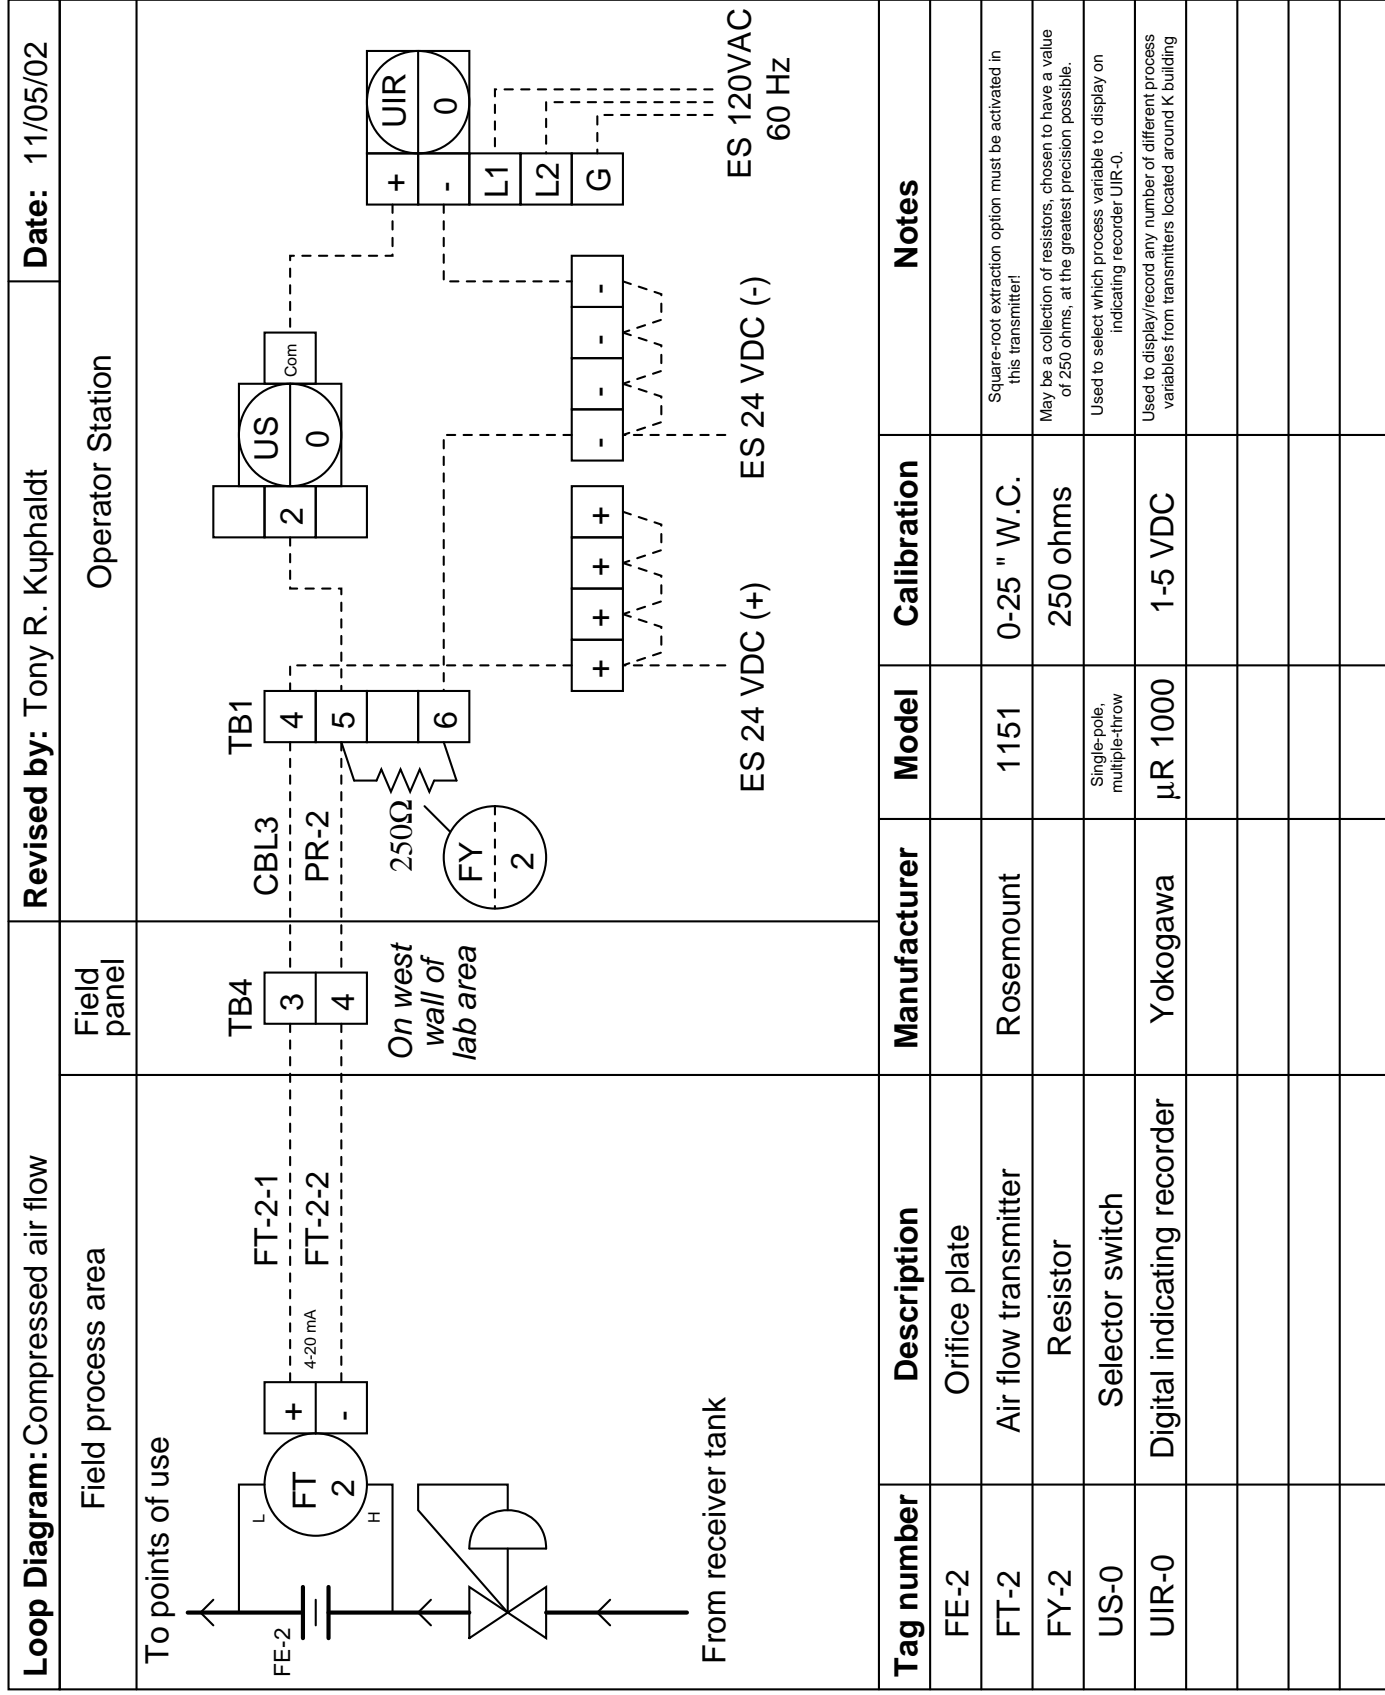 Loop Diagram: Compressed air flow
Revised by: Tony R. Kuphaldt
Date: 11/05/02
Field process area
Field
panel
Operator Station
To points of use
FE-2
L
H
FT
2
+
-
4-20 mA
FT-2-1
FT-2-2
From receiver tank
TB4
3
4
On west
wall of
lab area
CBL3
PR-2
250Ω
FY
2
TB1
4
5
6
2
US
0
Com
UIR
0
+
-
L1
L2
G
+ + + +
- - - -
ES 24 VDC (+)
ES 24 VDC (-)
ES 120VAC
60 Hz
Tag number Description Manufacturer Model Calibration Notes
FE-2 Orifice plate
FT-2 Air flow transmitter Rosemount 1151 0-25 " W.C.
Square-root extraction option must be activated in
this transmitter!
FY-2 Resistor 250 ohms
May be a collection of resistors, chosen to have a value
of 250 ohms, at the greatest precision possible.
US-0 Selector switch
Single-pole,
multiple-throw
Used to select which process variable to display on
indicating recorder UIR-0.
UIR-0 Digital indicating recorder Yokogawa µR 1000 1-5 VDC
Used to display/record any number of different process
variables from transmitters located around K building